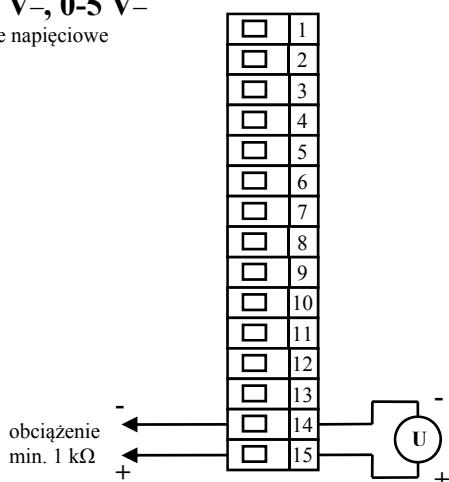 V–, 0-5 V–
e napięciowe
1
2
3
4
5
6
7
8
9
10
11
12
13
- 14 -
obciążenie
U
min. 1 kΩ
+ 15 +